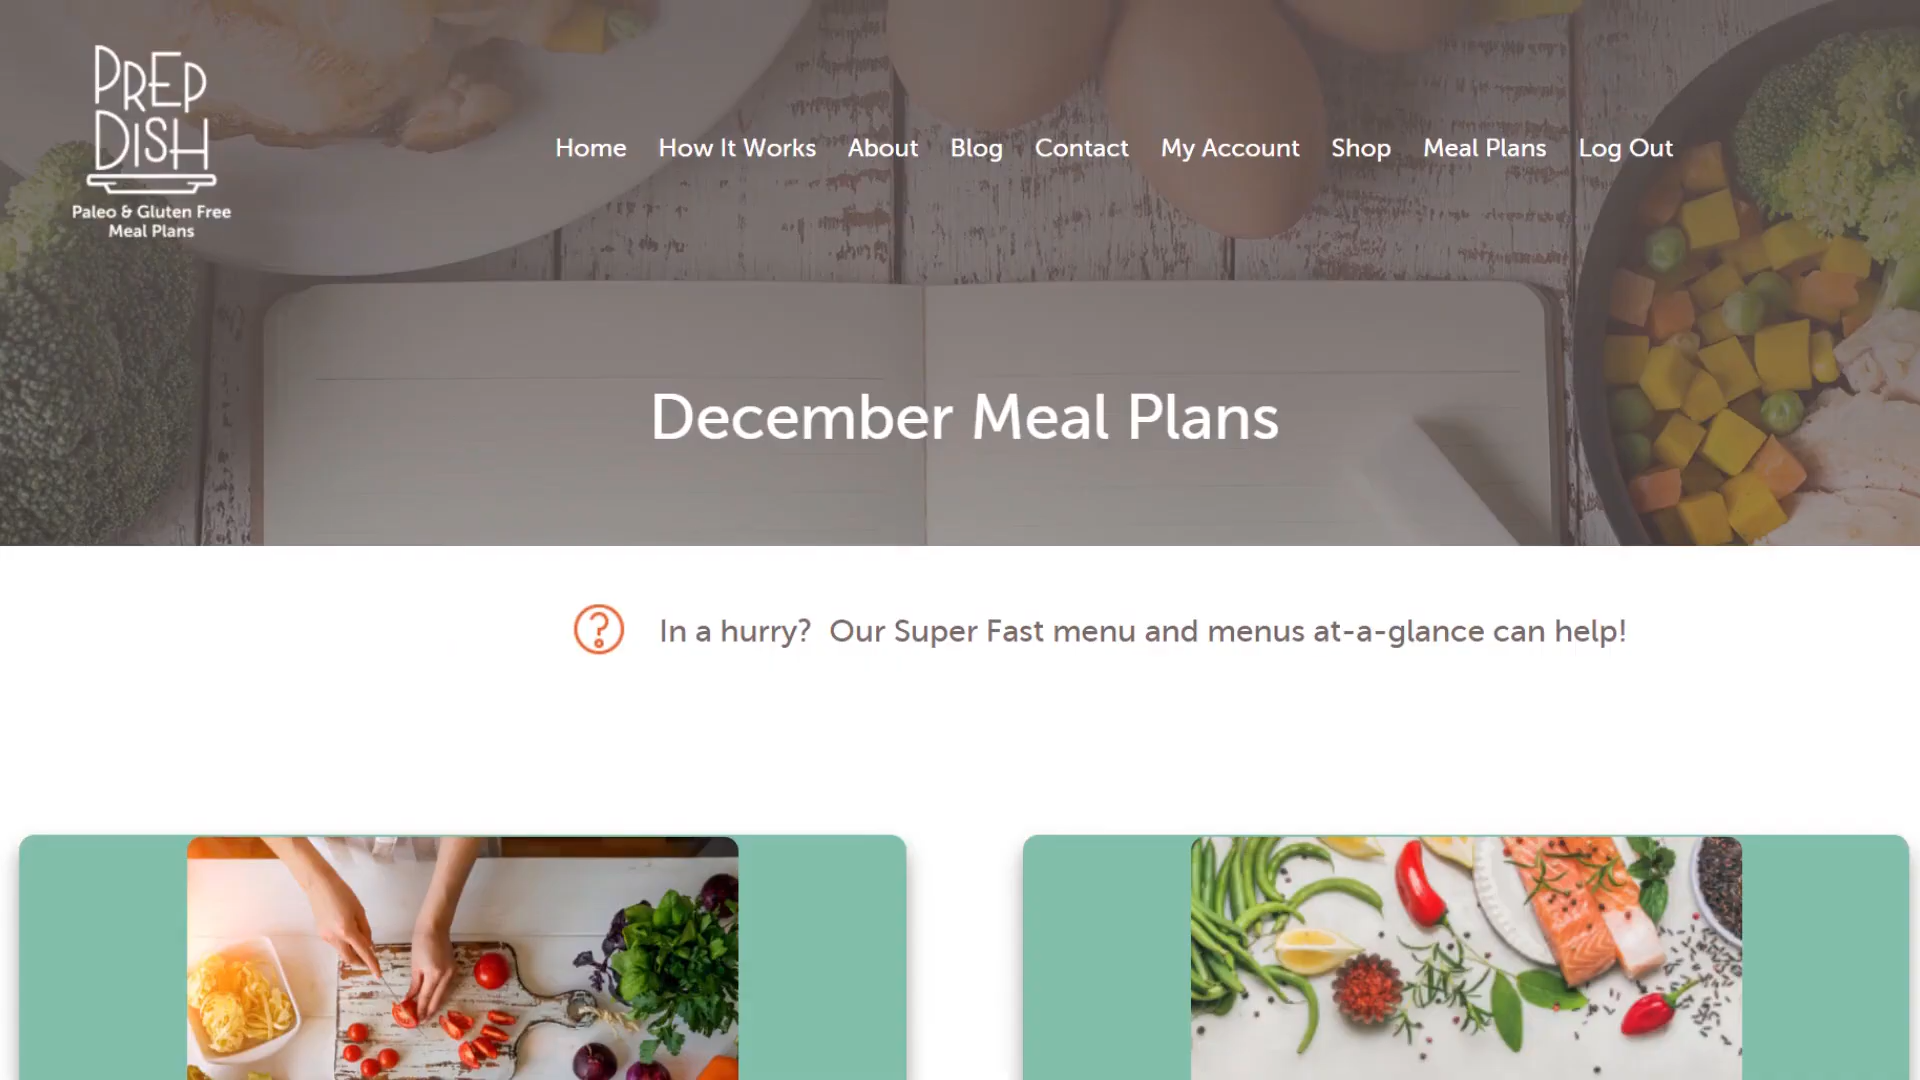 PREP
DISH
Paleo & Gluten Free
Meal Plans
Home How It Works About Blog Contact My Account Shop Meal Plans Log Out
December Meal Plans
In a hurry? Our Super Fast menu and menus at-a-glance can help!